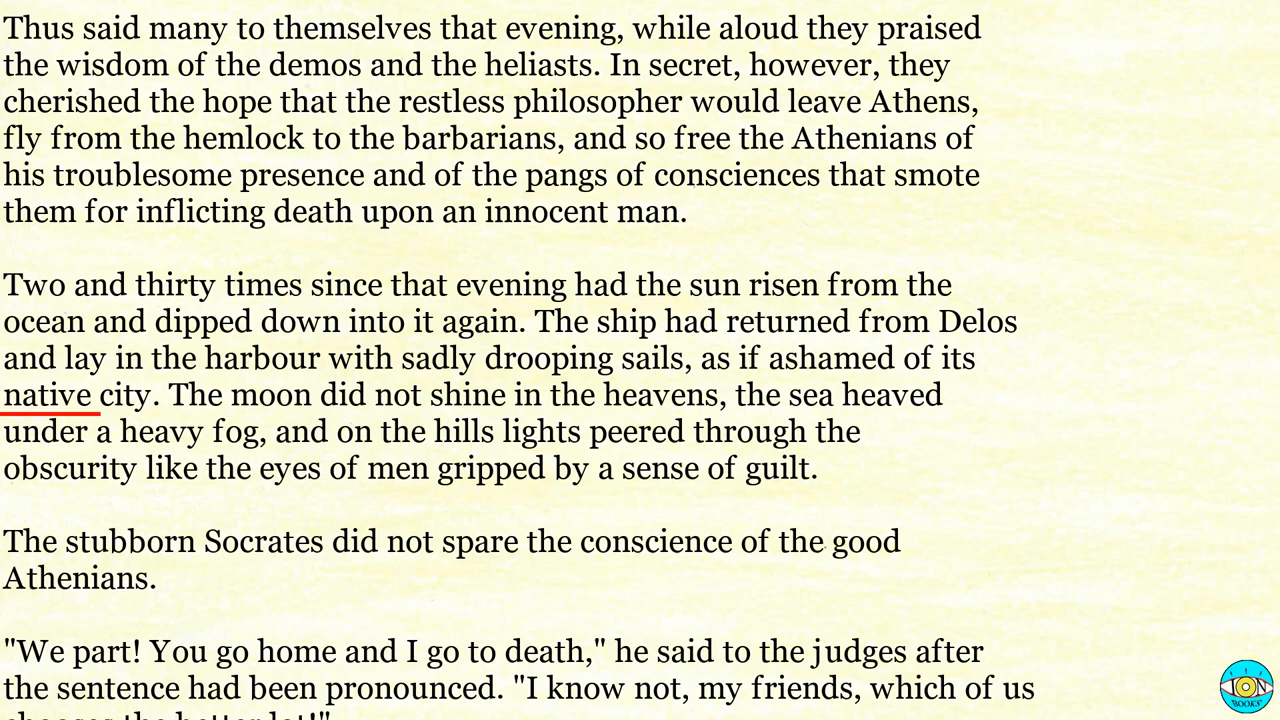 Thus said many to themselves that evening, while aloud they praised
the wisdom of the demos and the heliasts. In secret, however, they
cherished the hope that the restless philosopher would leave Athens,
fly from the hemlock to the barbarians, and so free the Athenians of
his troublesome presence and of the pangs of consciences that smote
them for inflicting death upon an innocent man.
Two and thirty times since that evening had the sun risen from the
ocean and dipped down into it again. The ship had returned from Delos
and lay in the harbour with sadly drooping sails, as if ashamed of its
native city. The moon did not shine in the heavens, the sea heaved
under a heavy fog, and on the hills lights peered through the
obscurity like the eyes of men gripped by a sense of guilt.
The stubborn Socrates did not spare the conscience of the good
Athenians.
"We part! You go home and I go to death," he said to the judges after
the sentence had been pronounced. "I know not, my friends, which of us
chooses the better lot!"
ION
BOOKS